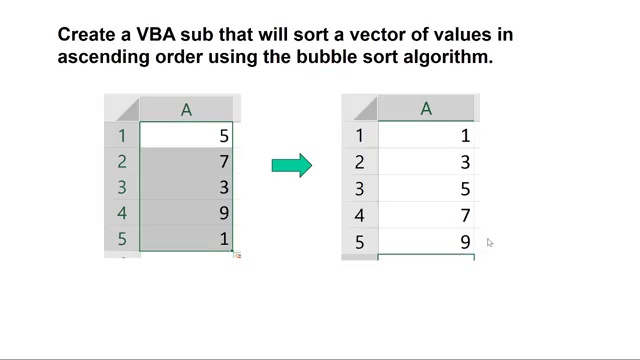 Create a VBA sub that will sort a vector of values in
ascending order using the bubble sort algorithm.
A
1 5
2 7
3 3
4 9
5 1
A
1 1
2 3
3 5
4 7
5 9